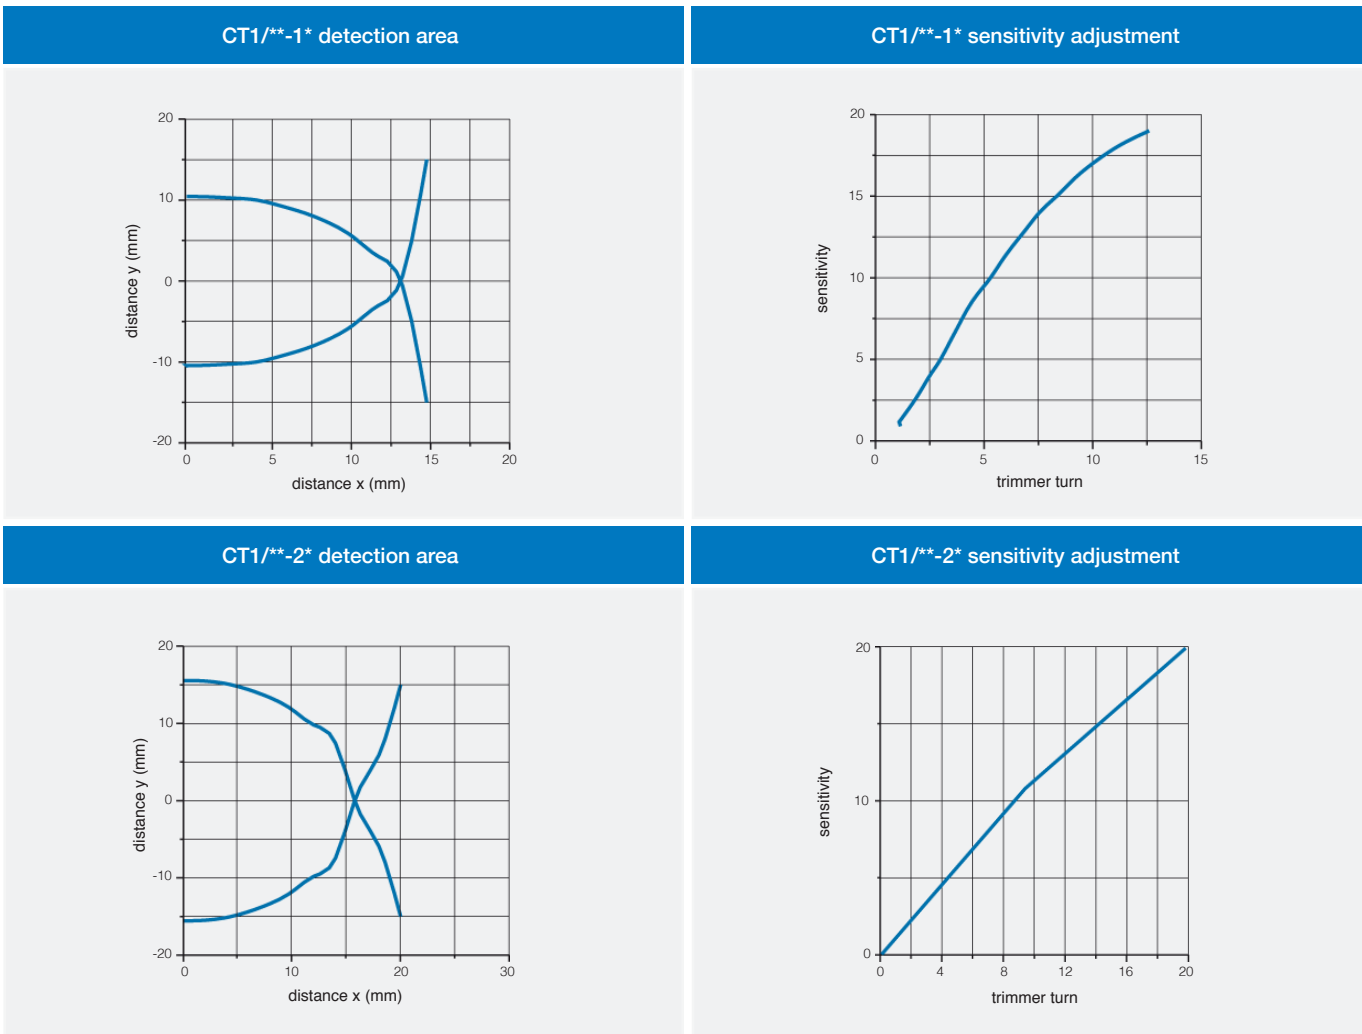 CT1/**-1* detection area
20
10
0
-10
-20
distance y (mm)
0 5 10 15 20
distance x (mm)
CT1/**-1* sensitivity adjustment
20
15
10
5
0
sensitivity
0 5 10 15
trimmer turn
CT1/**-2* detection area
20
10
0
-10
-20
distance y (mm)
0 10 20 30
distance x (mm)
CT1/**-2* sensitivity adjustment
20
10
0
sensitivity
0 4 8 12 16 20
trimmer turn